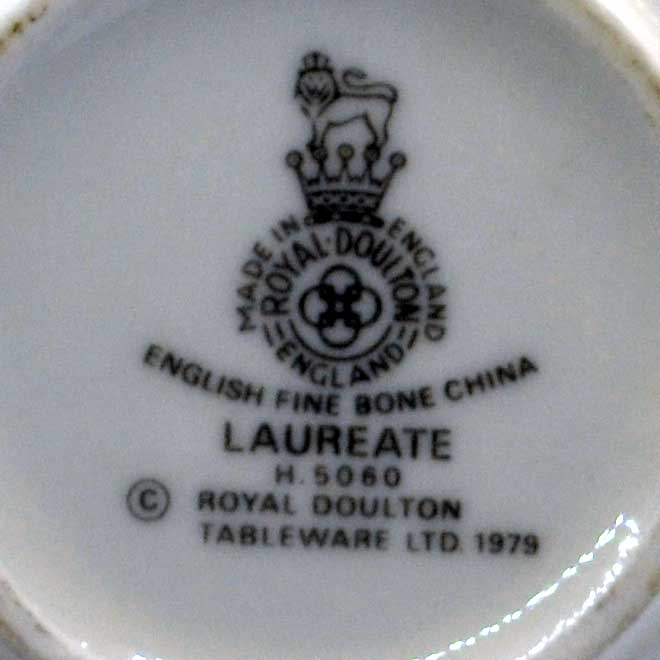 MADE IN ENGLAND
ROYAL·DOULTON
ENGLAND
ENGLISH FINE BONE CHINA
LAUREATE
H.5060
© ROYAL DOULTON
TABLEWARE LTD. 1979